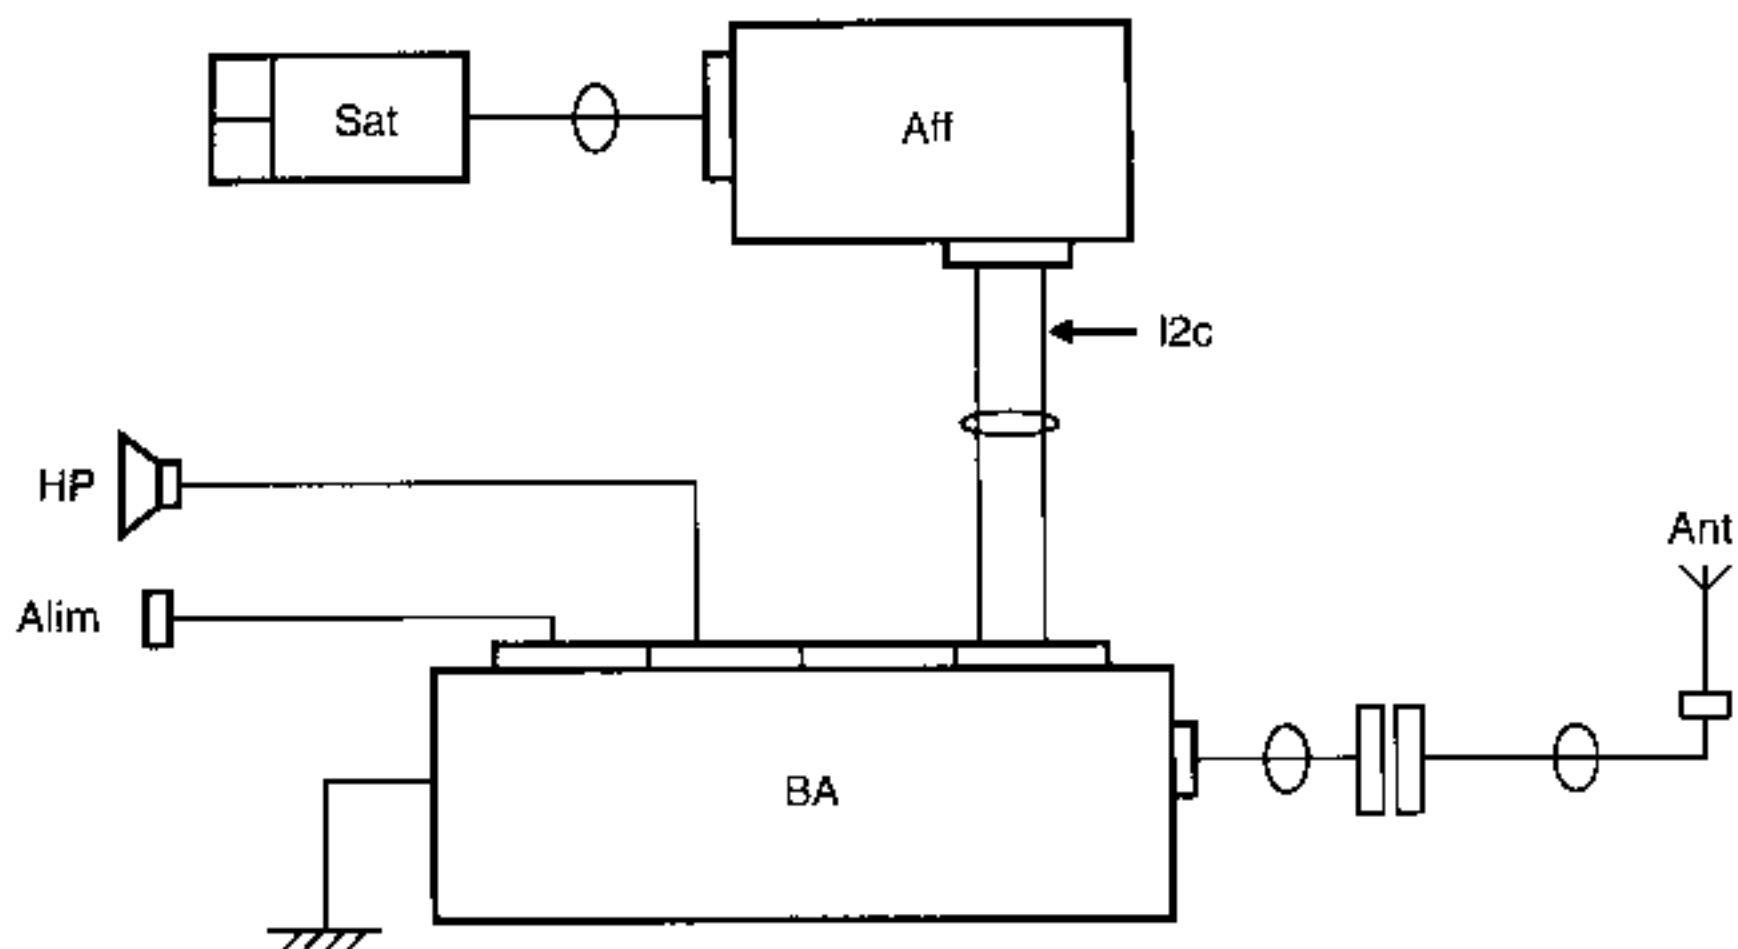 Sat
Aff
I2c
HP
Ant
Alim
BA